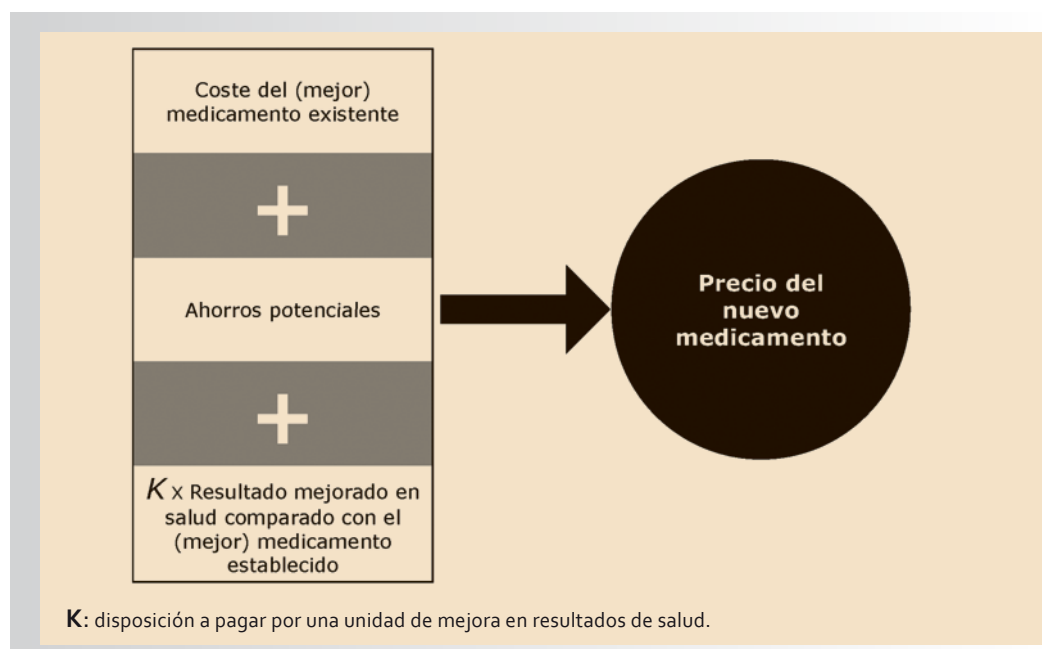 Coste del (mejor)
medicamento existente
+
Ahorros potenciales
+
K x Resultado mejorado en
salud comparado con el
(mejor) medicamento
establecido
Precio del
nuevo
medicamento
K: disposición a pagar por una unidad de mejora en resultados de salud.